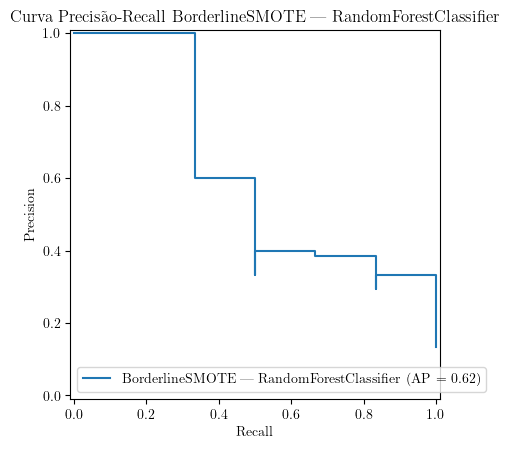 Curva Precisão-Recall BorderlineSMOTE — RandomForestClassifier
1.0
0.8
0.6
0.4
0.2
0.0
Precision
BorderlineSMOTE — RandomForestClassifier (AP = 0.62)
0.0 0.2 0.4 0.6 0.8 1.0
Recall